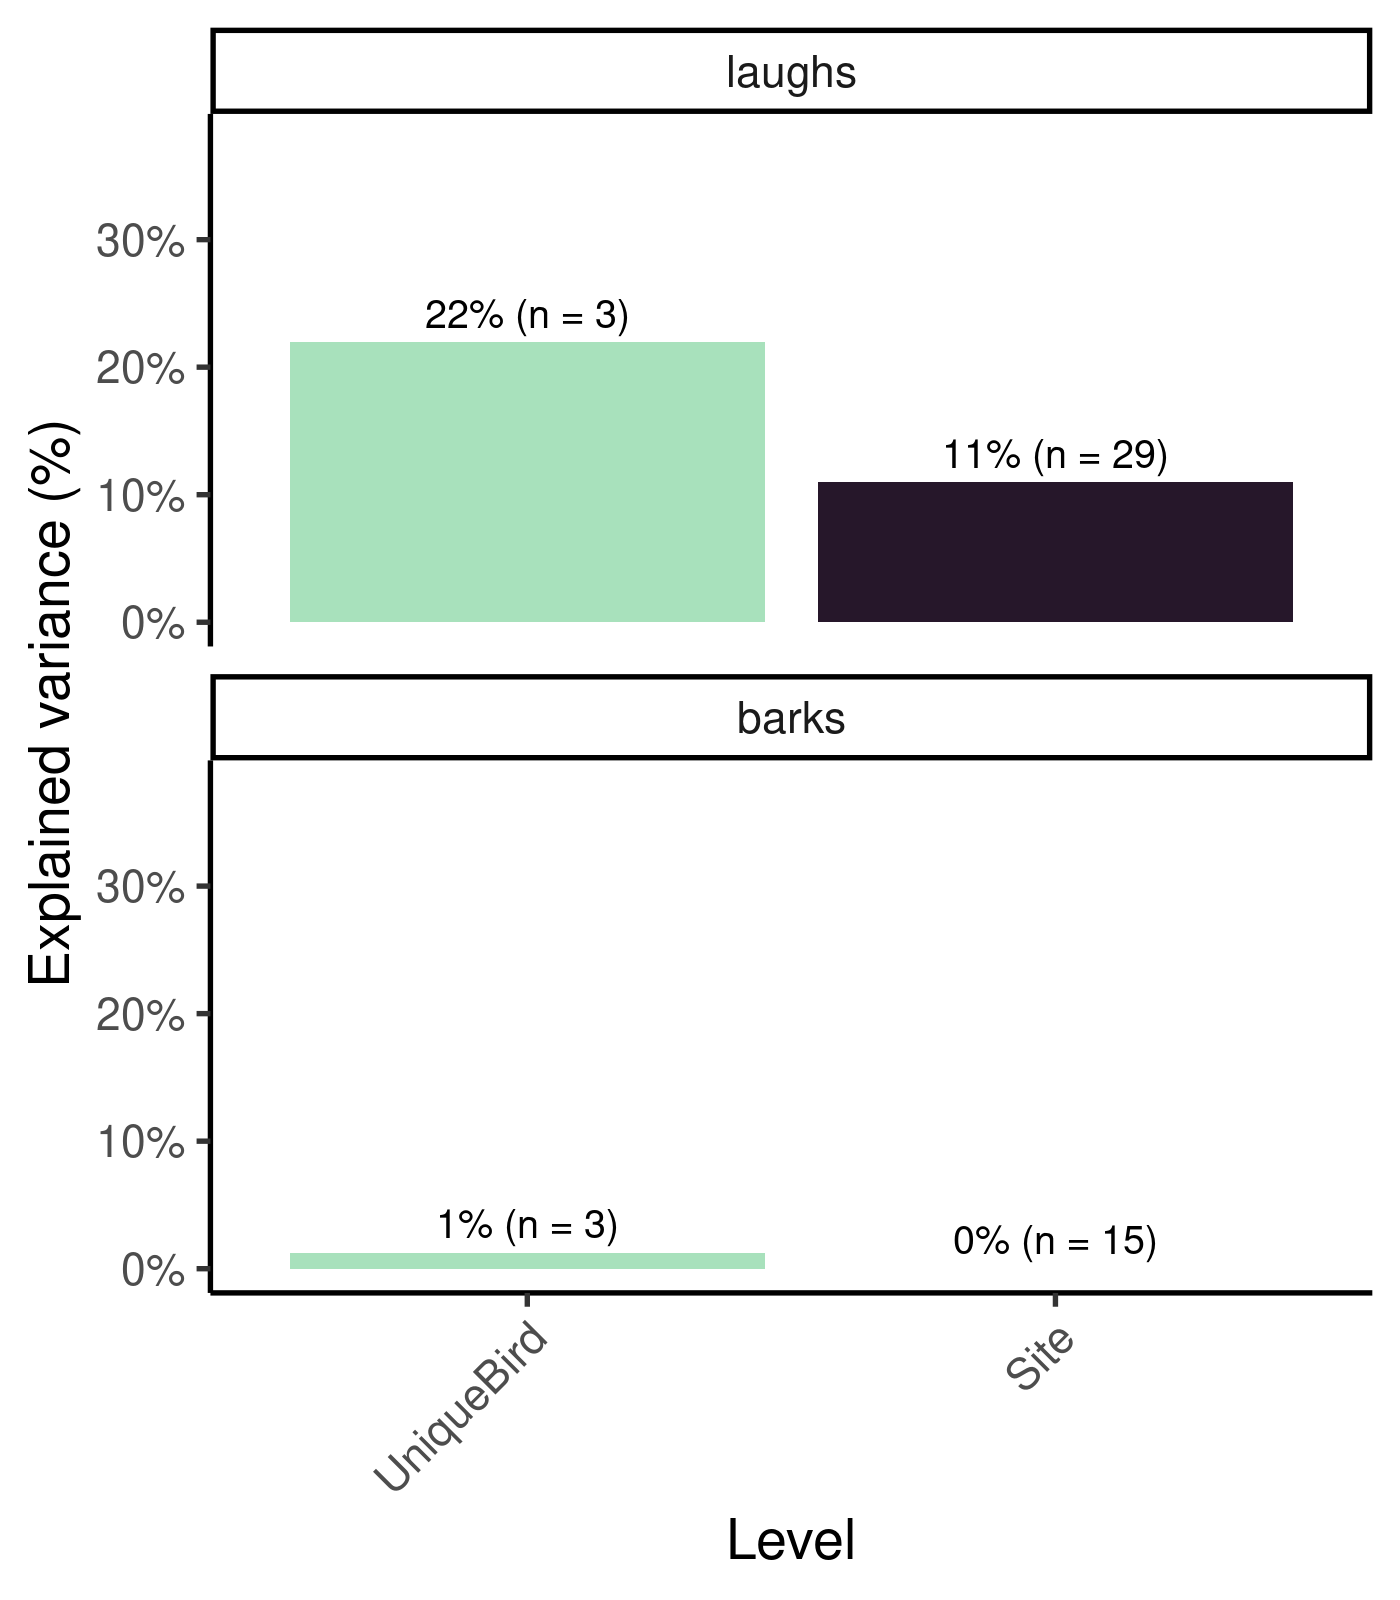 laughs
30%
20%
10%
0%
22% (n = 3)
11% (n = 29)
Explained variance (%)
barks
30%
20%
10%
0%
1% (n = 3)
0% (n = 15)
UniqueBird
Site
Level